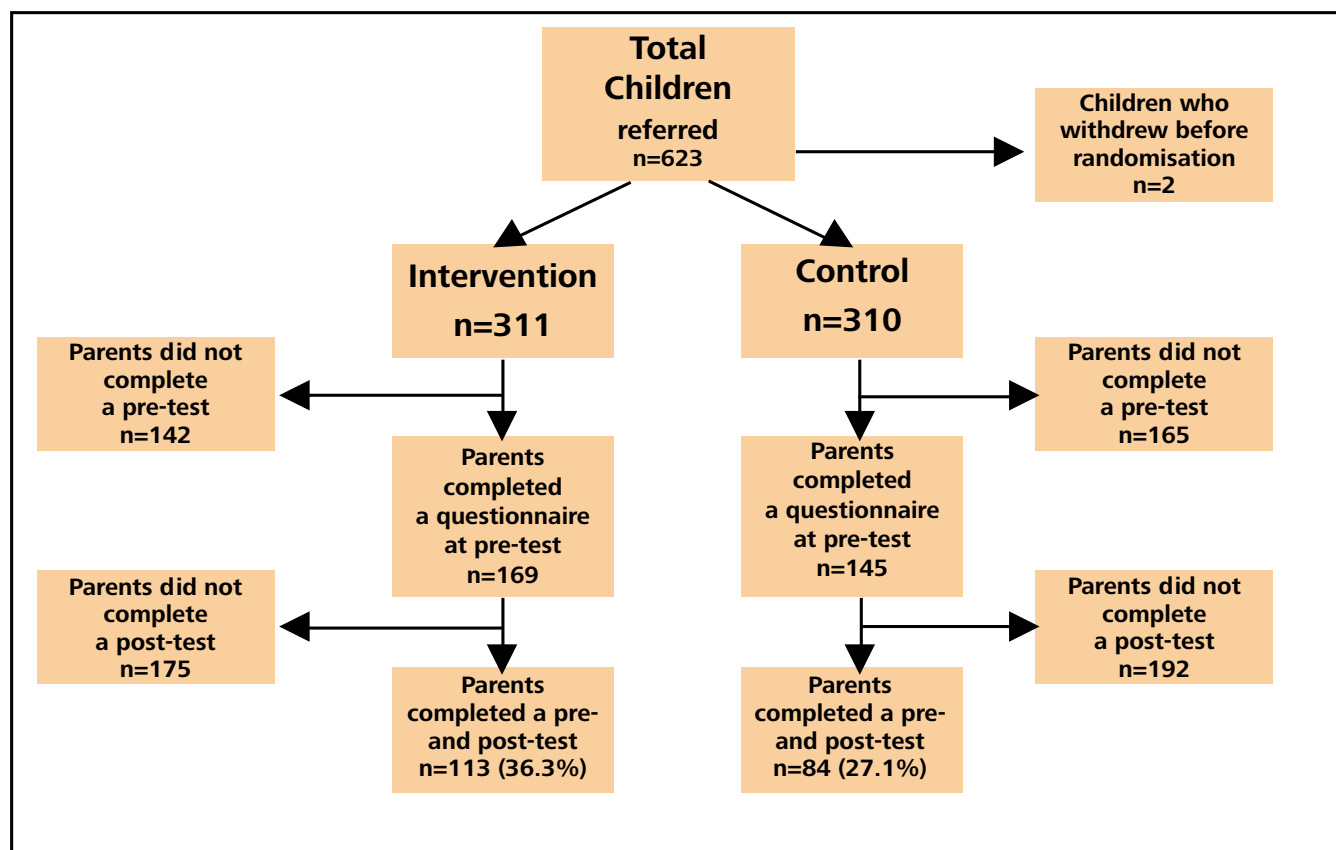 Total
Children
referred
n=623
Children who
withdrew before
randomisation
n=2
Intervention
n=311
Control
n=310
Parents did not
complete
a pre-test
n=142
Parents did not
complete
a pre-test
n=165
Parents
completed
a questionnaire
at pre-test
n=169
Parents
completed
a questionnaire
at pre-test
n=145
Parents did not
complete
a post-test
n=175
Parents did not
complete
a post-test
n=192
Parents
completed a pre-
and post-test
n=113 (36.3%)
Parents
completed a pre-
and post-test
n=84 (27.1%)